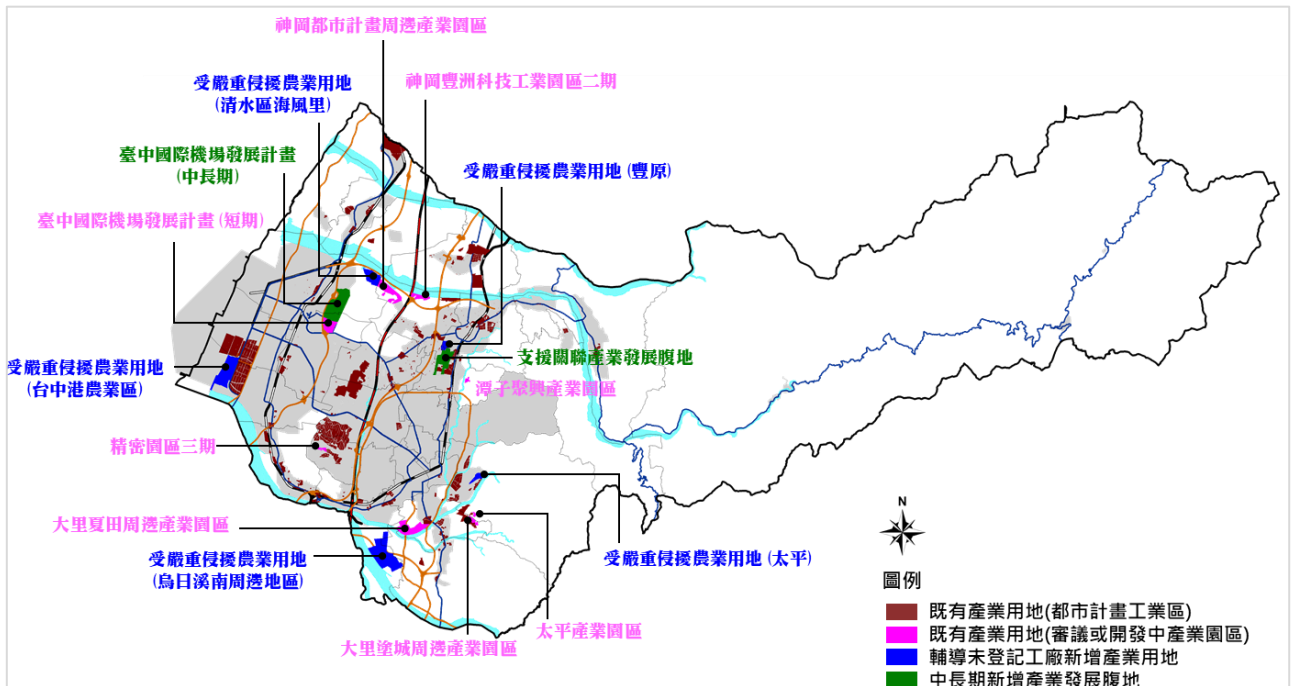 神岡都市計畫周邊產業園區
受嚴重侵擾農業用地
(清水區海風里)
神岡豐洲科技工業園區二期
臺中國際機場發展計畫
(中長期)
受嚴重侵擾農業用地 (豐原)
臺中國際機場發展計畫 (短期)
受嚴重侵擾農業用地
(台中港農業區)
支援關聯產業發展腹地
潭子聚興產業園區
精密園區三期
大里夏田周邊產業園區
受嚴重侵擾農業用地
(烏日溪南周邊地區)
受嚴重侵擾農業用地 (太平)
太平產業園區
大里塗城周邊產業園區
N
圖例
既有產業用地(都市計畫工業區)
既有產業用地(審議或開發中產業園區)
輔導未登記工廠新增產業用地
中長期新增產業發展腹地